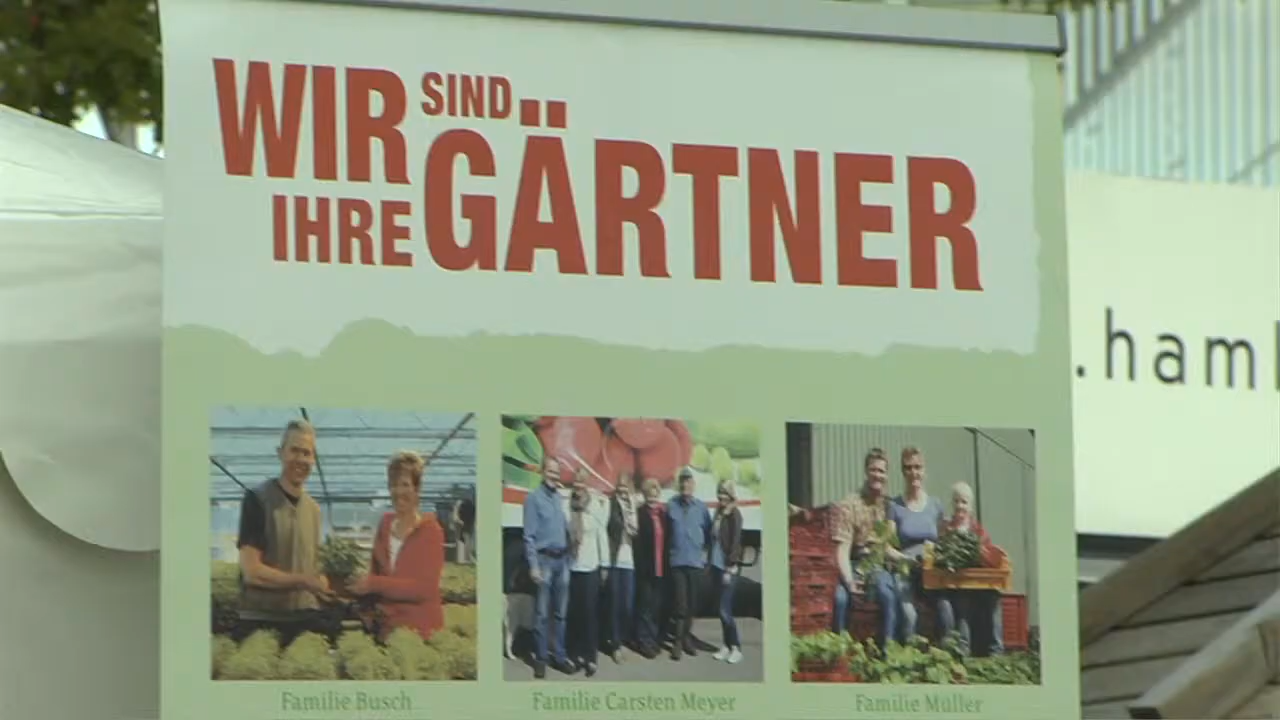 WIR SIND
IHRE GÄRTNER
.ham
Familie Busch
Familie Carsten Meyer
Familie Müller